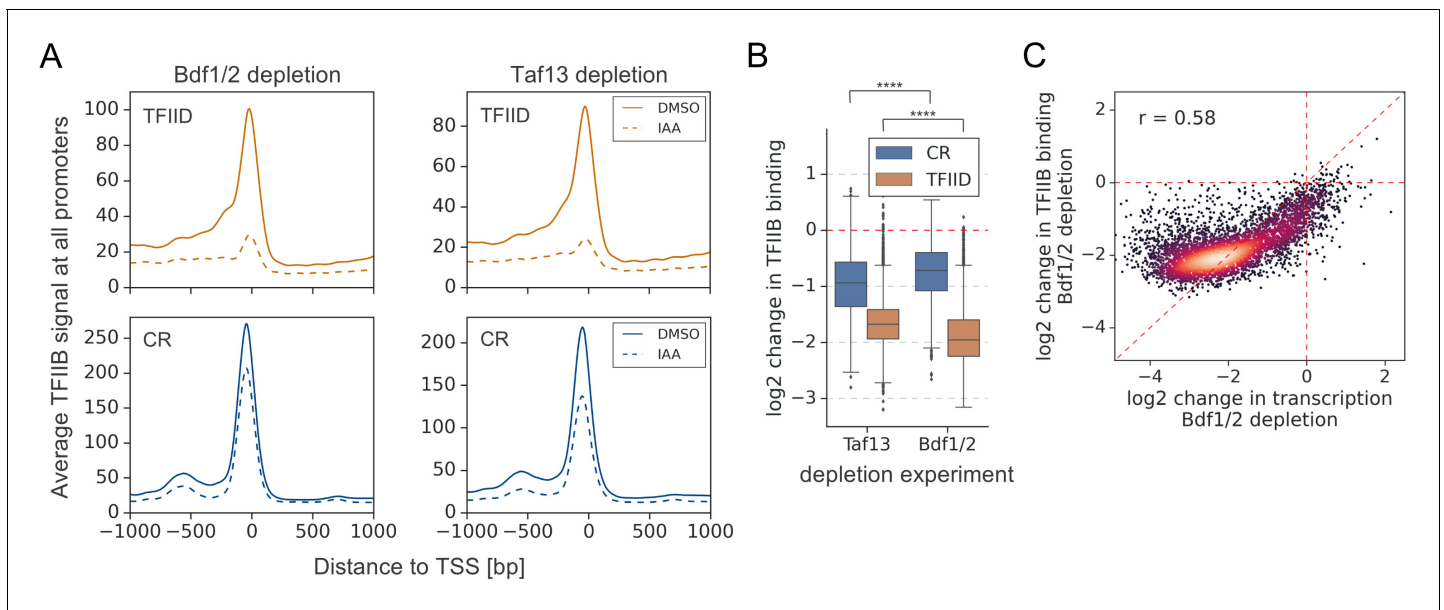 A
B
C
Bdf1/2 depletion
Taf13 depletion
Average TFIIB signal at all promoters
TFIID
100
80
60
40
20
0
TFIID
DMSO
IAA
80
60
40
20
0
CR
250
200
150
100
50
0
−1000 −500 0 500 1000
CR
DMSO
IAA
200
150
100
50
0
−1000 −500 0 500 1000
Distance to TSS [bp]
****
****
CR
TFIID
log2 change in TFIIB binding
1
0
−1
−2
−3
Taf13 Bdf1/2
depletion experiment
r = 0.58
log2 change in TFIIB binding
Bdf1/2 depletion
2
0
−2
−4
−4 −2 0 2
log2 change in transcription
Bdf1/2 depletion